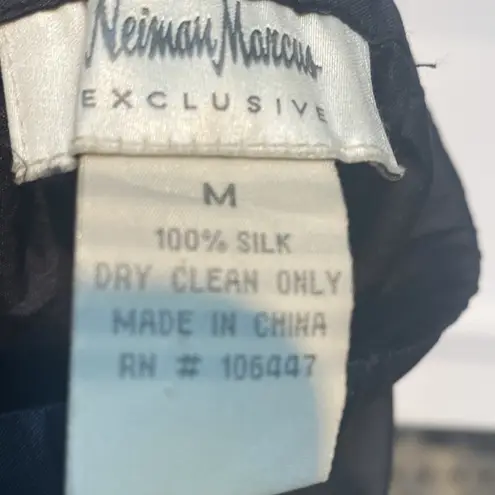 Neiman Marcus
EXCLUSIVE
M
100% SILK
DRY CLEAN ONLY
MADE IN CHINA
RN # 106447